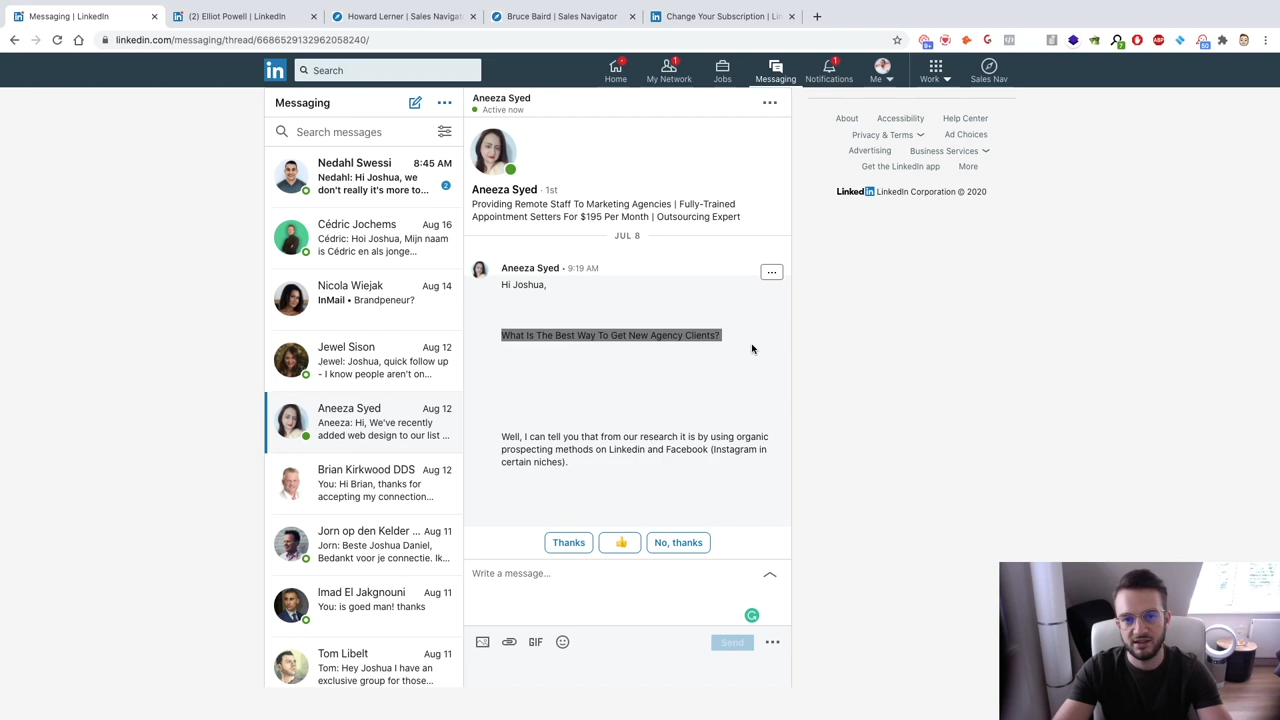 Messaging | LinkedIn
(2) Elliot Powell | LinkedIn
Howard Lerner | Sales Navigat
Bruce Baird | Sales Navigator
Change Your Subscription | Lin
linkedin.com/messaging/thread/6686529132962058240/
Search
Home
My Network
Jobs
Messaging
Notifications
Me
Work
Sales Nav
Messaging
Search messages
Nedahl Swessi 8:45 AM
Nedahl: Hi Joshua, we
don't really it's more to...
2
Cédric Jochems Aug 16
Cédric: Hoi Joshua, Mijn naam
is Cédric en als jonge...
Nicola Wiejak Aug 14
InMail • Brandpeneur?
Jewel Sison Aug 12
Jewel: Joshua, quick follow up
- I know people aren't on...
Aneeza Syed Aug 12
Aneeza: Hi, We've recently
added web design to our list ...
Brian Kirkwood DDS Aug 12
You: Hi Brian, thanks for
accepting my connection...
Jorn op den Kelder ... Aug 11
Jorn: Beste Joshua Daniel,
Bedankt voor je connectie. Ik...
Imad El Jakgnouni Aug 11
You: is goed man! thanks
Tom Libelt Aug 11
Tom: Hey Joshua I have an
exclusive group for those...
Aneeza Syed
Active now
Aneeza Syed · 1st
Providing Remote Staff To Marketing Agencies | Fully-Trained
Appointment Setters For $195 Per Month | Outsourcing Expert
JUL 8
Aneeza Syed • 9:19 AM
Hi Joshua,
What Is The Best Way To Get New Agency Clients?
Well, I can tell you that from our research it is by using organic
prospecting methods on Linkedin and Facebook (Instagram in
certain niches).
Thanks
No, thanks
Write a message...
GIF
Send
About Accessibility Help Center
Privacy & Terms Ad Choices
Advertising Business Services
Get the LinkedIn app More
LinkedIn LinkedIn Corporation © 2020